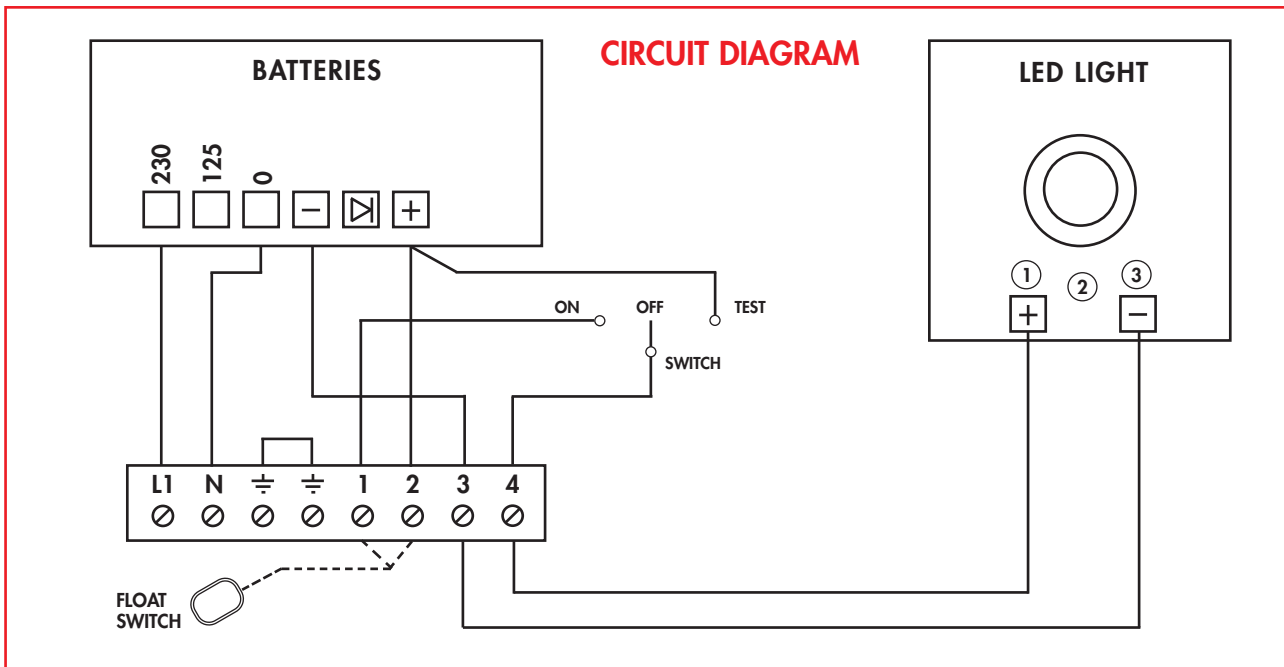 CIRCUIT DIAGRAM
BATTERIES
230 125 0
− +
LED LIGHT
1 2 3
+ −
ON OFF TEST
SWITCH
L1 N 1 2 3 4
FLOAT
SWITCH